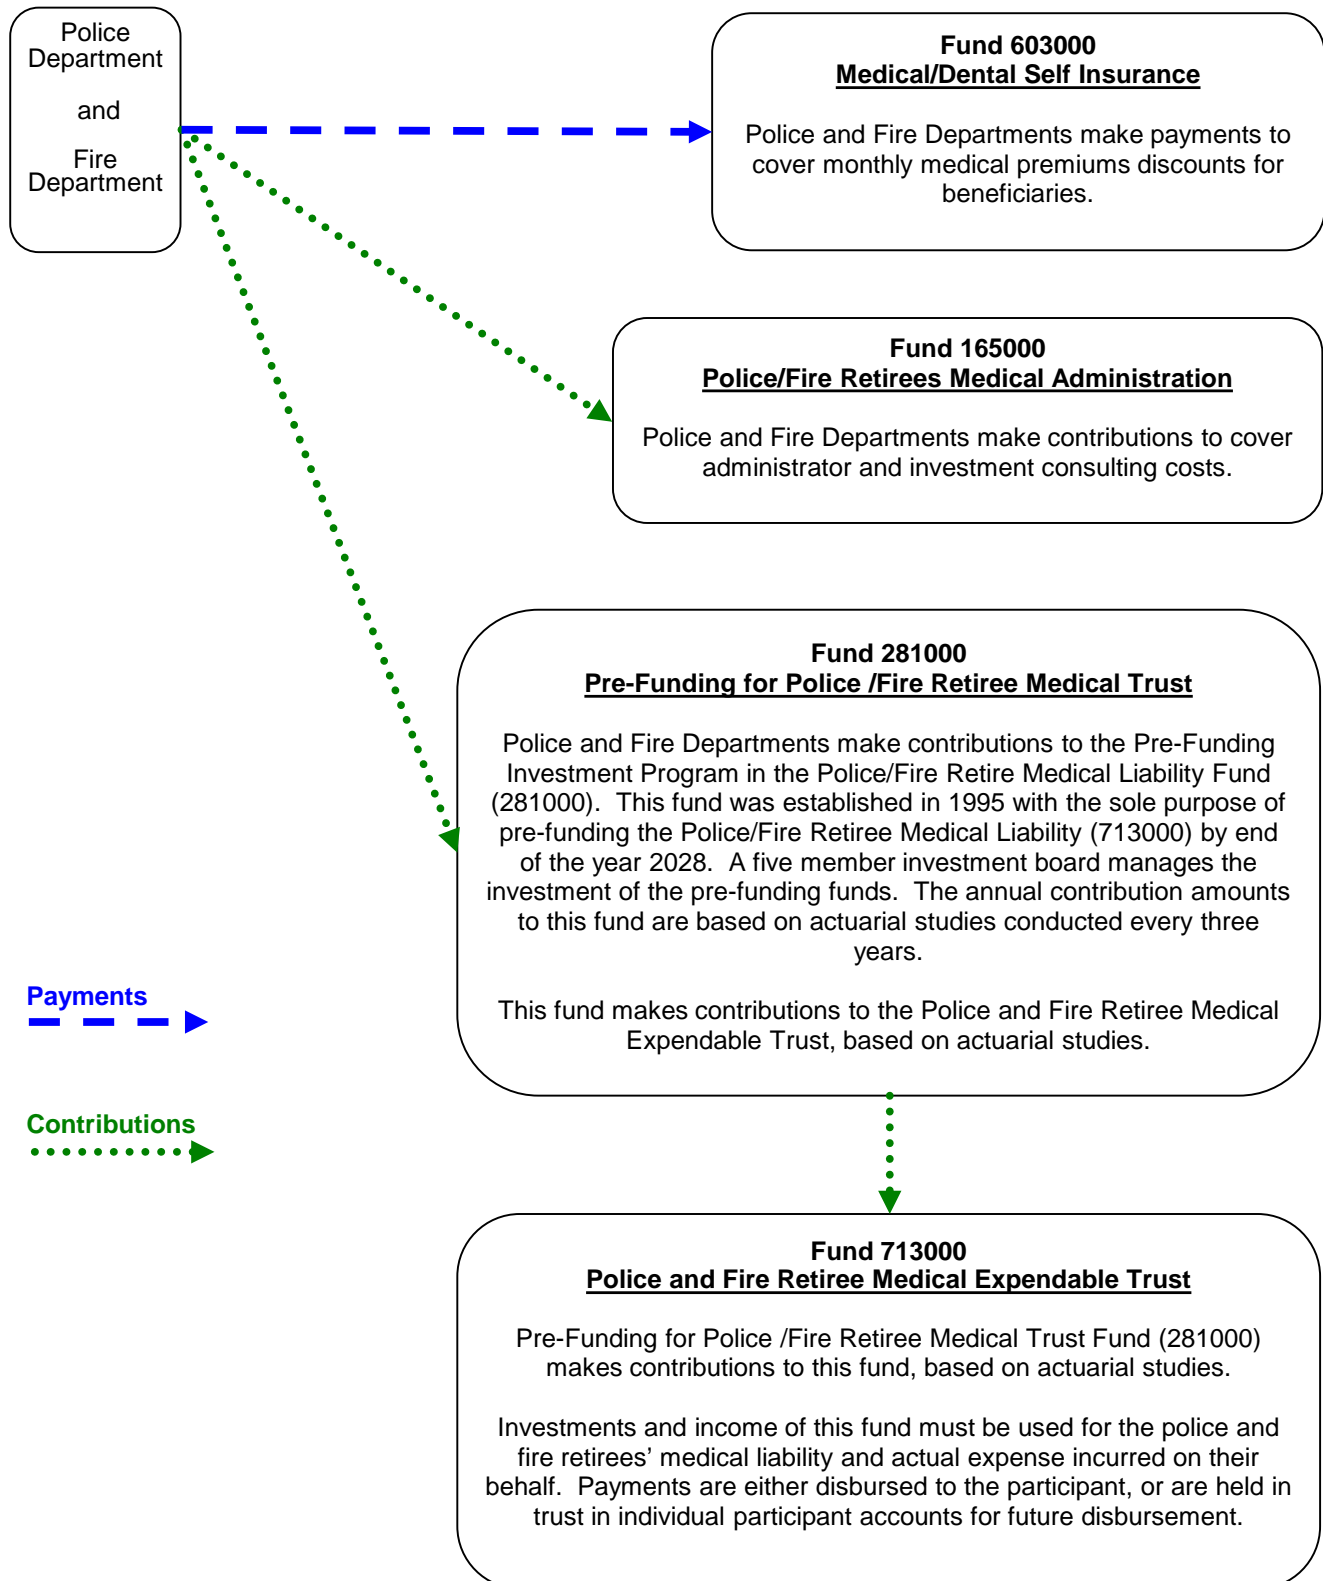 Police
Department
and
Fire
Department
Fund 603000
Medical/Dental Self Insurance
Police and Fire Departments make payments to
cover monthly medical premiums discounts for
beneficiaries.
Fund 165000
Police/Fire Retirees Medical Administration
Police and Fire Departments make contributions to cover
administrator and investment consulting costs.
Fund 281000
Pre-Funding for Police /Fire Retiree Medical Trust
Police and Fire Departments make contributions to the Pre-Funding
Investment Program in the Police/Fire Retire Medical Liability Fund
(281000).  This fund was established in 1995 with the sole purpose of
pre-funding the Police/Fire Retiree Medical Liability (713000) by end
of the year 2028.  A five member investment board manages the
investment of the pre-funding funds.  The annual contribution amounts
to this fund are based on actuarial studies conducted every three
years.
This fund makes contributions to the Police and Fire Retiree Medical
Expendable Trust, based on actuarial studies.
Payments
Contributions
Fund 713000
Police and Fire Retiree Medical Expendable Trust
Pre-Funding for Police /Fire Retiree Medical Trust Fund (281000)
makes contributions to this fund, based on actuarial studies.
Investments and income of this fund must be used for the police and
fire retirees’ medical liability and actual expense incurred on their
behalf.  Payments are either disbursed to the participant, or are held in
trust in individual participant accounts for future disbursement.